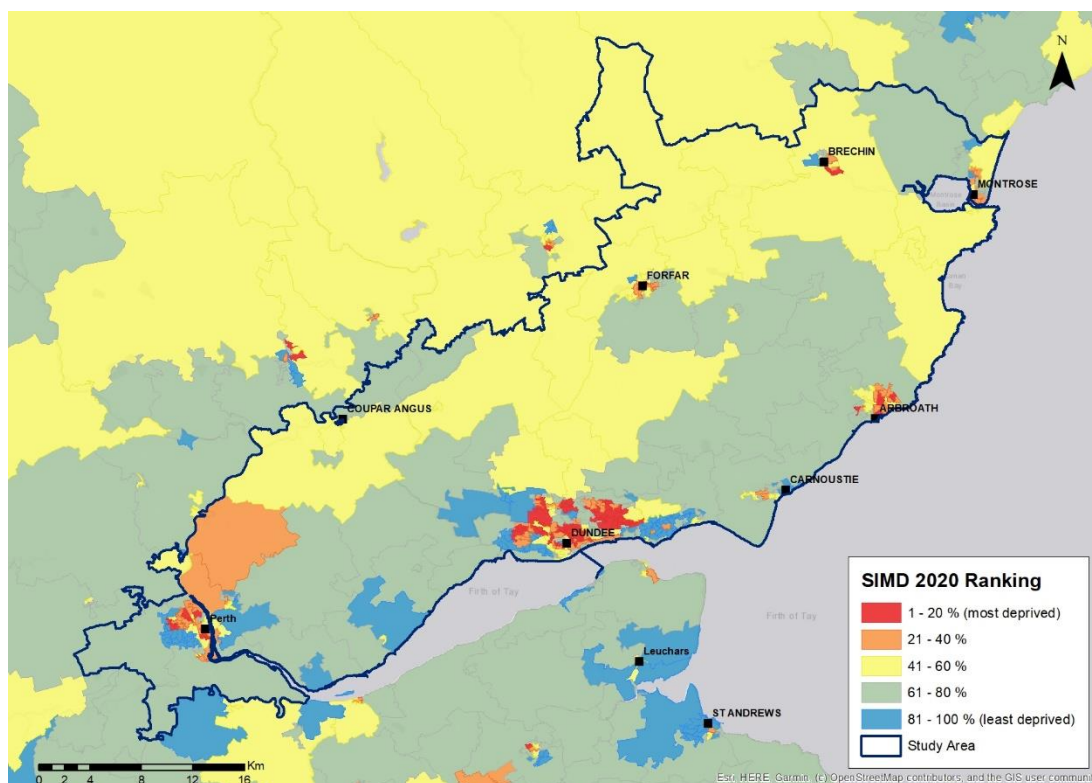 N
BRECHIN
MONTROSE
FORFAR
COUPAR ANGUS
ARBROATH
CARNOUSTIE
DUNDEE
Firth of Tay
Perth
Firth of Tay
Leuchars
ST ANDREWS
SIMD 2020 Ranking
1 - 20 % (most deprived)
21 - 40 %
41 - 60 %
61 - 80 %
81 - 100 % (least deprived)
Study Area
Km
0 2 4 8 12 16
Esri, HERE, Garmin, (c) OpenStreetMap contributors, and the GIS user commun